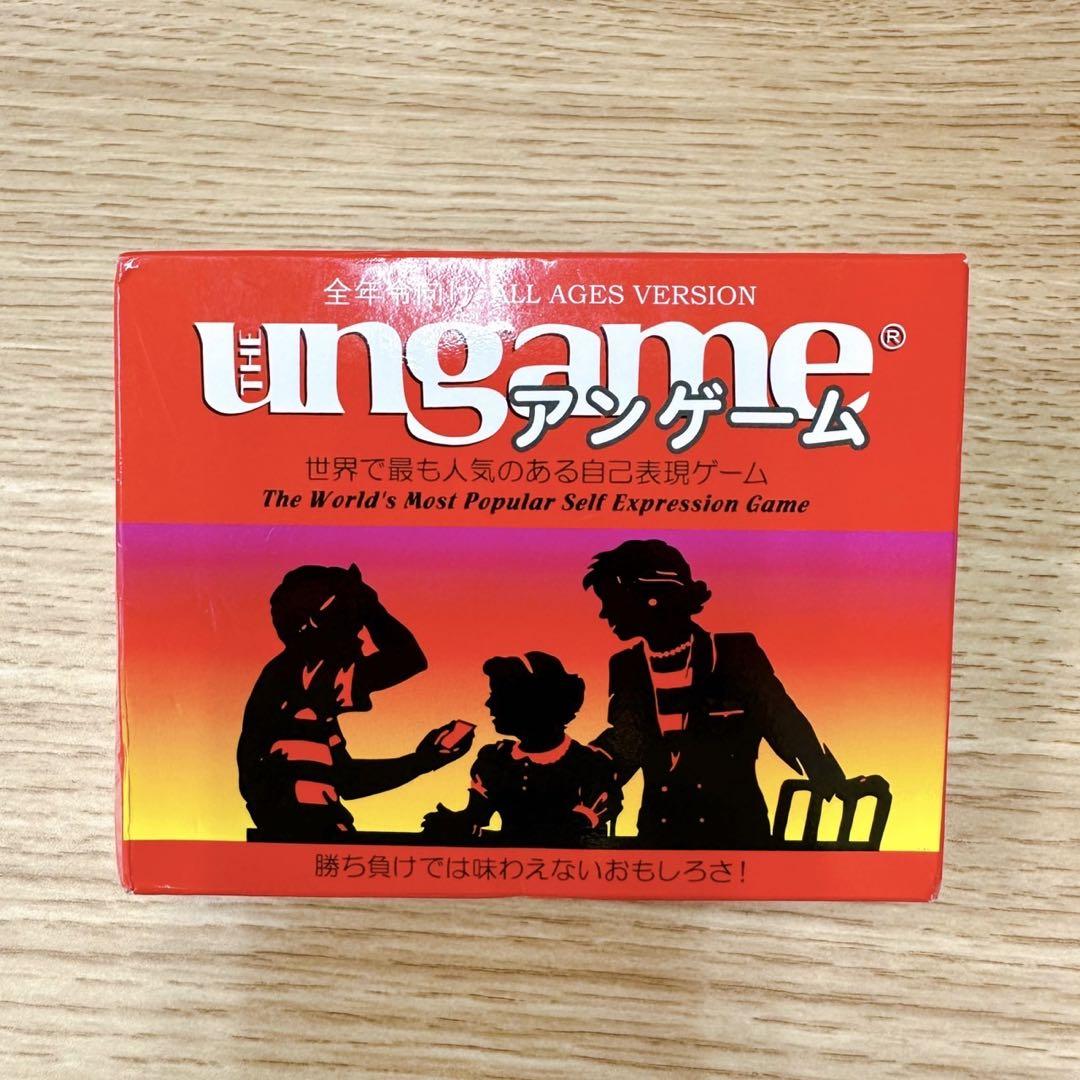 全年令向け ALL AGES VERSION
THE ungame®
アンゲーム
世界で最も人気のある自己表現ゲーム
The World's Most Popular Self Expression Game
勝ち負けでは味わえないおもしろさ!